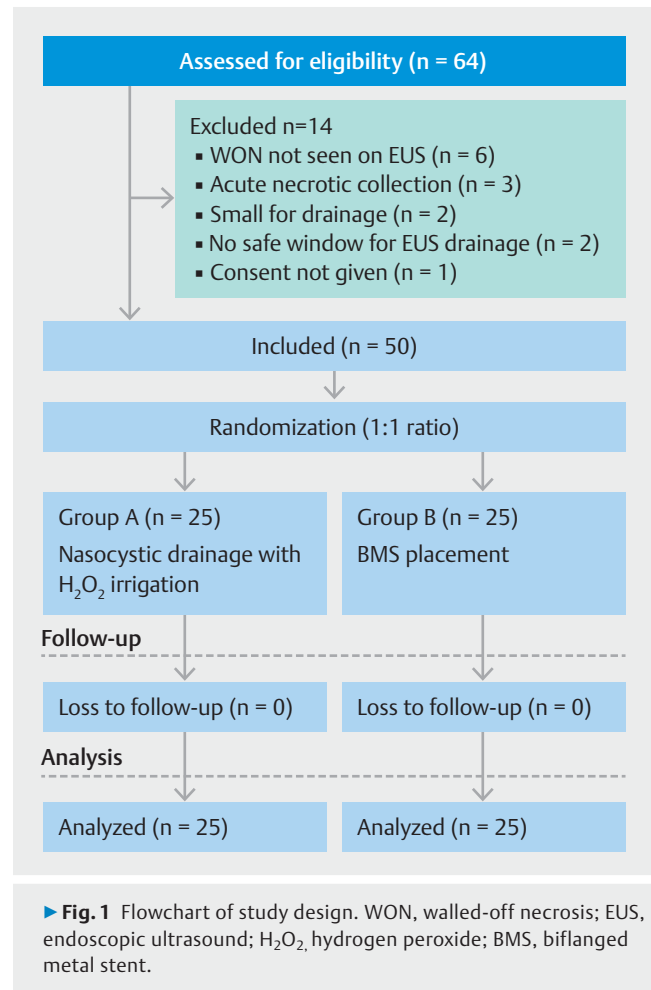 Assessed for eligibility (n = 64)
Excluded n=14
▪ WON not seen on EUS (n = 6)
▪ Acute necrotic collection (n = 3)
▪ Small for drainage (n = 2)
▪ No safe window for EUS drainage (n = 2)
▪ Consent not given (n = 1)
Included (n = 50)
Randomization (1:1 ratio)
Group A (n = 25)
Nasocystic drainage with
H₂O₂ irrigation
Group B (n = 25)
BMS placement
Follow-up
Loss to follow-up (n = 0)
Loss to follow-up (n = 0)
Analysis
Analyzed (n = 25)
Analyzed (n = 25)
▶ Fig. 1 Flowchart of study design. WON, walled-off necrosis; EUS,
endoscopic ultrasound; H₂O₂, hydrogen peroxide; BMS, biflanged
metal stent.